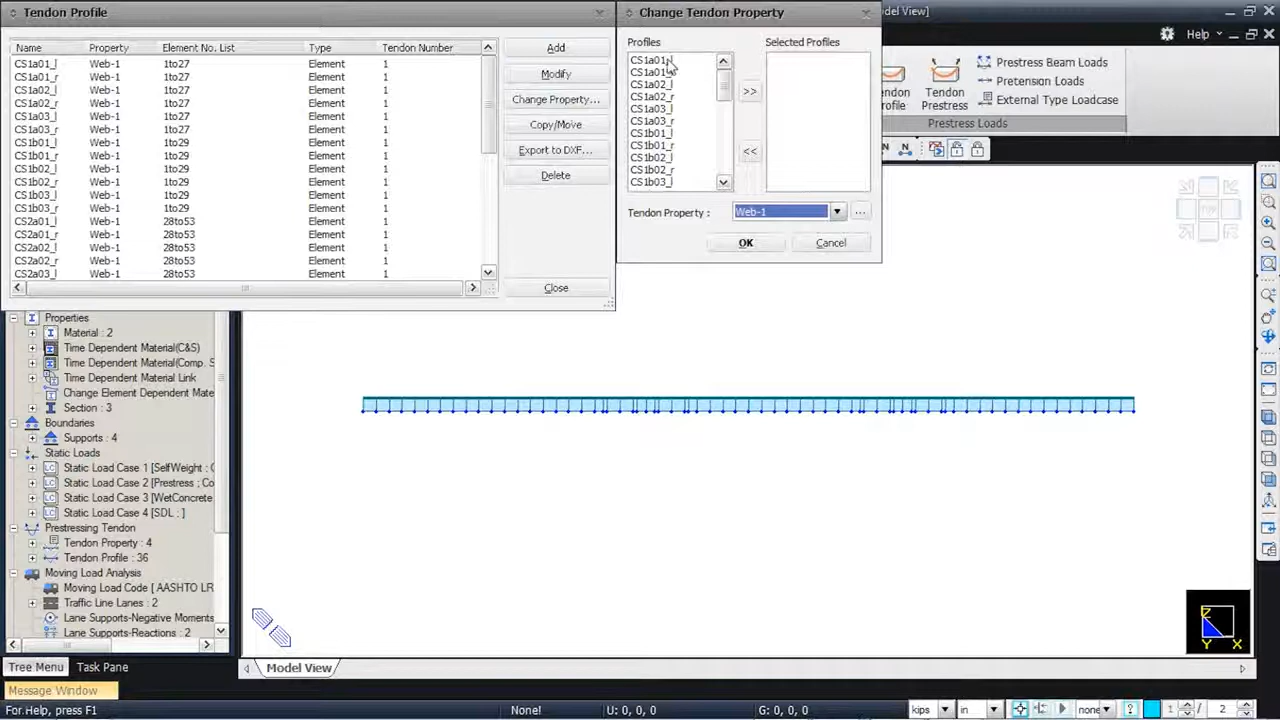 Tendon Profile
Name Property Element No. List Type Tendon Number
CS1a01_l Web-1 1to27 Element 1
CS1a01_r Web-1 1to27 Element 1
CS1a02_l Web-1 1to27 Element 1
CS1a02_r Web-1 1to27 Element 1
CS1a03_l Web-1 1to27 Element 1
CS1a03_r Web-1 1to27 Element 1
CS1b01_l Web-1 1to29 Element 1
CS1b01_r Web-1 1to29 Element 1
CS1b02_l Web-1 1to29 Element 1
CS1b02_r Web-1 1to29 Element 1
CS1b03_l Web-1 1to29 Element 1
CS1b03_r Web-1 1to29 Element 1
CS2a01_l Web-1 28to53 Element 1
CS2a01_r Web-1 28to53 Element 1
CS2a02_l Web-1 28to53 Element 1
CS2a02_r Web-1 28to53 Element 1
CS2a03_l Web-1 28to53 Element 1
Add
Modify
Change Property...
Copy/Move
Export to DXF...
Delete
Close
Change Tendon Property
Profiles Selected Profiles
CS1a01_l
CS1a01_
CS1a02_l
CS1a02_r
CS1a03_l
CS1a03_r
CS1b01_l
CS1b01_r
CS1b02_l
CS1b02_r
CS1b03_l
>>
<<
Tendon Property : Web-1 ...
OK Cancel
odel View]
Help
endon Profile
Tendon Prestress
Prestress Beam Loads
Pretension Loads
External Type Loadcase
Prestress Loads
N N
Properties
Material : 2
Time Dependent Material(C&S)
Time Dependent Material(Comp. S
Time Dependent Material Link
Change Element Dependent Mate
Section : 3
Boundaries
Supports : 4
Static Loads
Static Load Case 1 [SelfWeight ; C
Static Load Case 2 [Prestress ; Co
Static Load Case 3 [WetConcrete
Static Load Case 4 [SDL ; ]
Prestressing Tendon
Tendon Property : 4
Tendon Profile : 36
Moving Load Analysis
Moving Load Code [ AASHTO LR
Traffic Line Lanes : 2
Lane Supports-Negative Moments
Lane Supports-Reactions : 2
Tree Menu Task Pane
Model View
Z
Y X
Message Window
For Help, press F1 None! U: 0, 0, 0 G: 0, 0, 0 kips in none 1 / 2